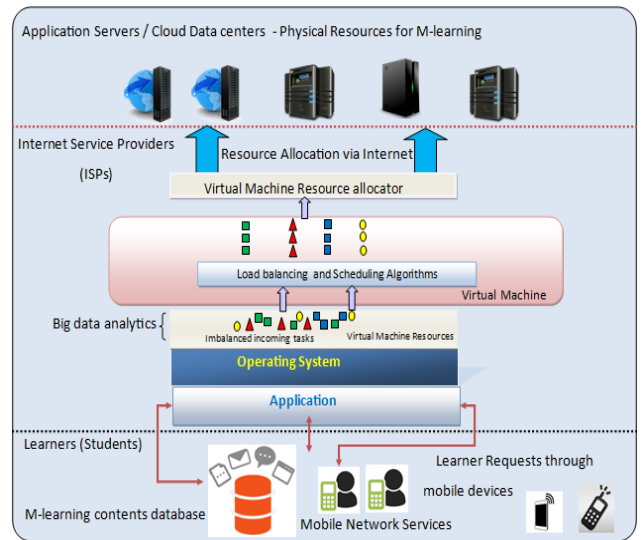 Application Servers / Cloud Data centers - Physical Resources for M-learning
Internet Service Providers
(ISPs)
Resource Allocation via Internet
Virtual Machine Resource allocator
Load balancing and Scheduling Algorithms
Virtual Machine
Big data analytics
Imbalanced incoming tasks
Virtual Machine Resources
Operating System
Application
Learners (Students)
Learner Requests through
mobile devices
M-learning contents database
Mobile Network Services